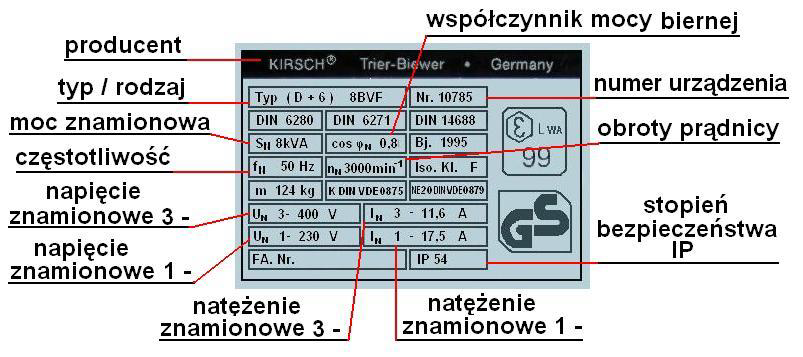 współczynnik mocy biernej
producent
KIRSCH® Trier-Biewer • Germany
typ / rodzaj
numer urządzenia
Typ (D + 6) 8BVF Nr. 10785
moc znamionowa
DIN 6280 DIN 6271 DIN 14688
obroty prądnicy
SN 8kVA cos φN 0,8 Bj. 1995
LWA
99
częstotliwość
fN 50 Hz nN 3000min-1 Iso. Kl. F
m 124 kg K DIN VDE0875 NE20DINVDE0879
napięcie
znamionowe 3 -
UN 3- 400 V IN 3 - 11,6 A
GS
stopień
bezpieczeństwa
IP
napięcie
znamionowe 1 -
UN 1- 230 V IN 1 - 17,5 A
FA. Nr. IP 54
natężenie
znamionowe 3 -
natężenie
znamionowe 1 -